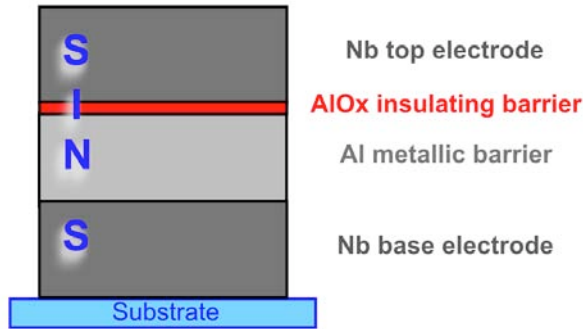 S
Nb top electrode
I
AlOx insulating barrier
N
Al metallic barrier
S
Nb base electrode
Substrate